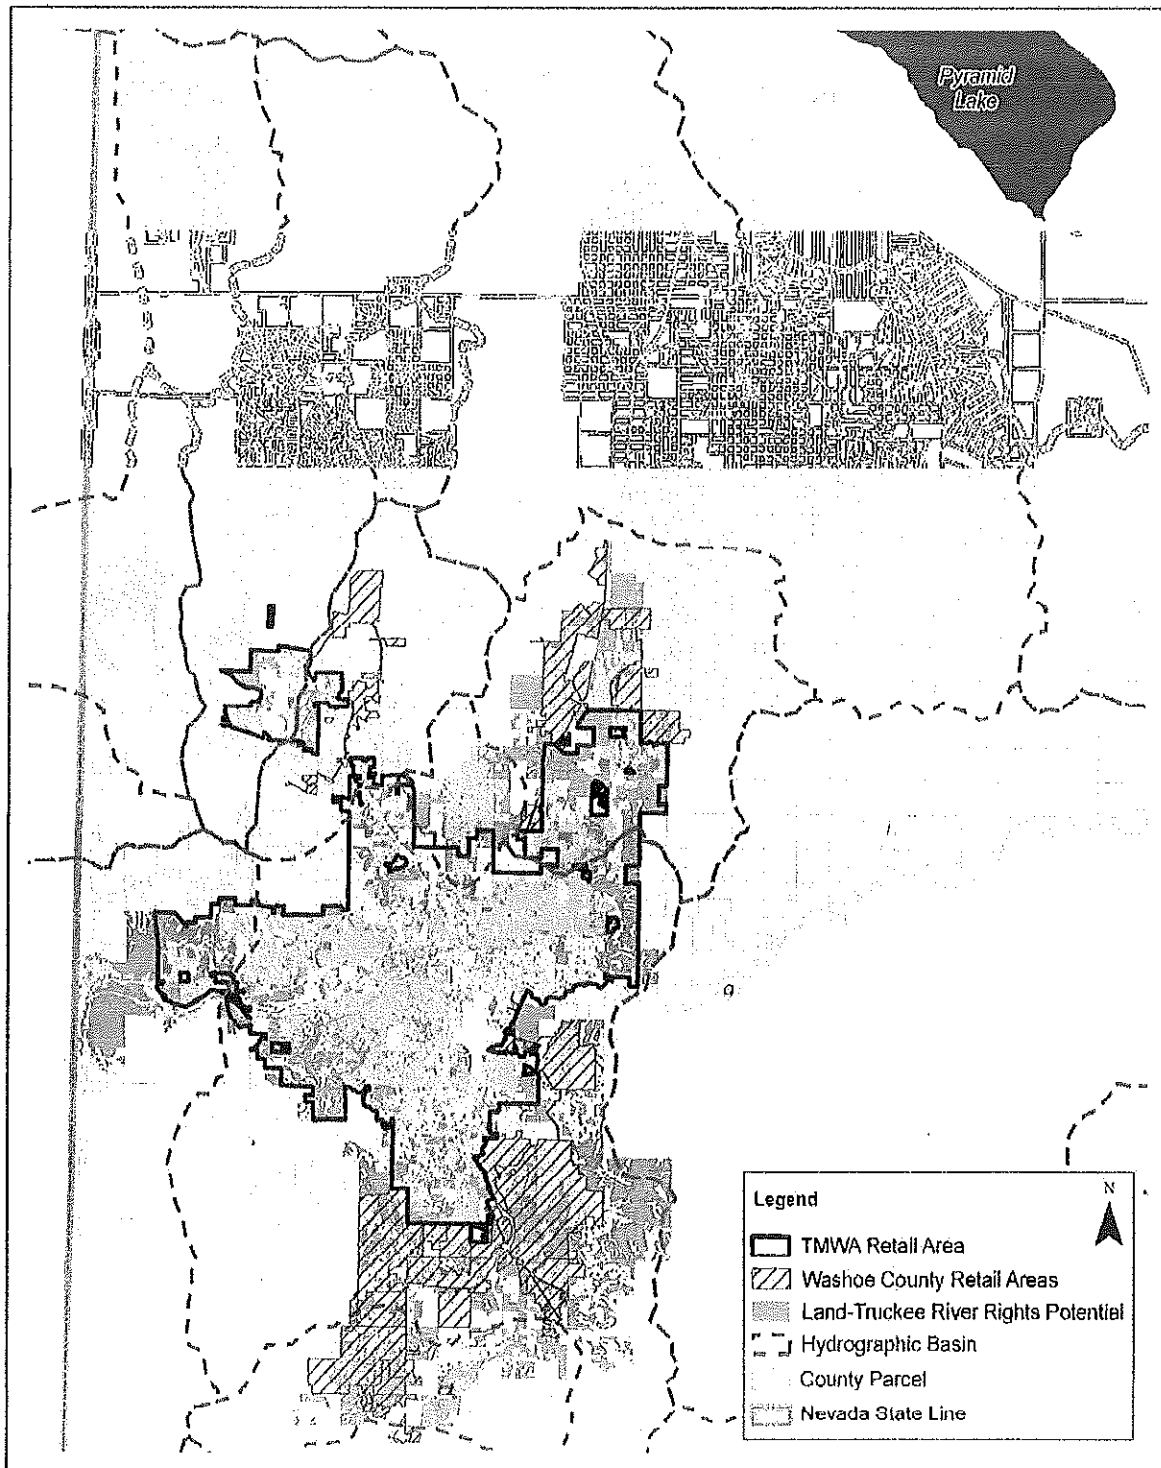 Pyramid
Lake
Legend
N
TMWA Retail Area
Washoe County Retail Areas
Land-Truckee River Rights Potential
Hydrographic Basin
County Parcel
Nevada State Line